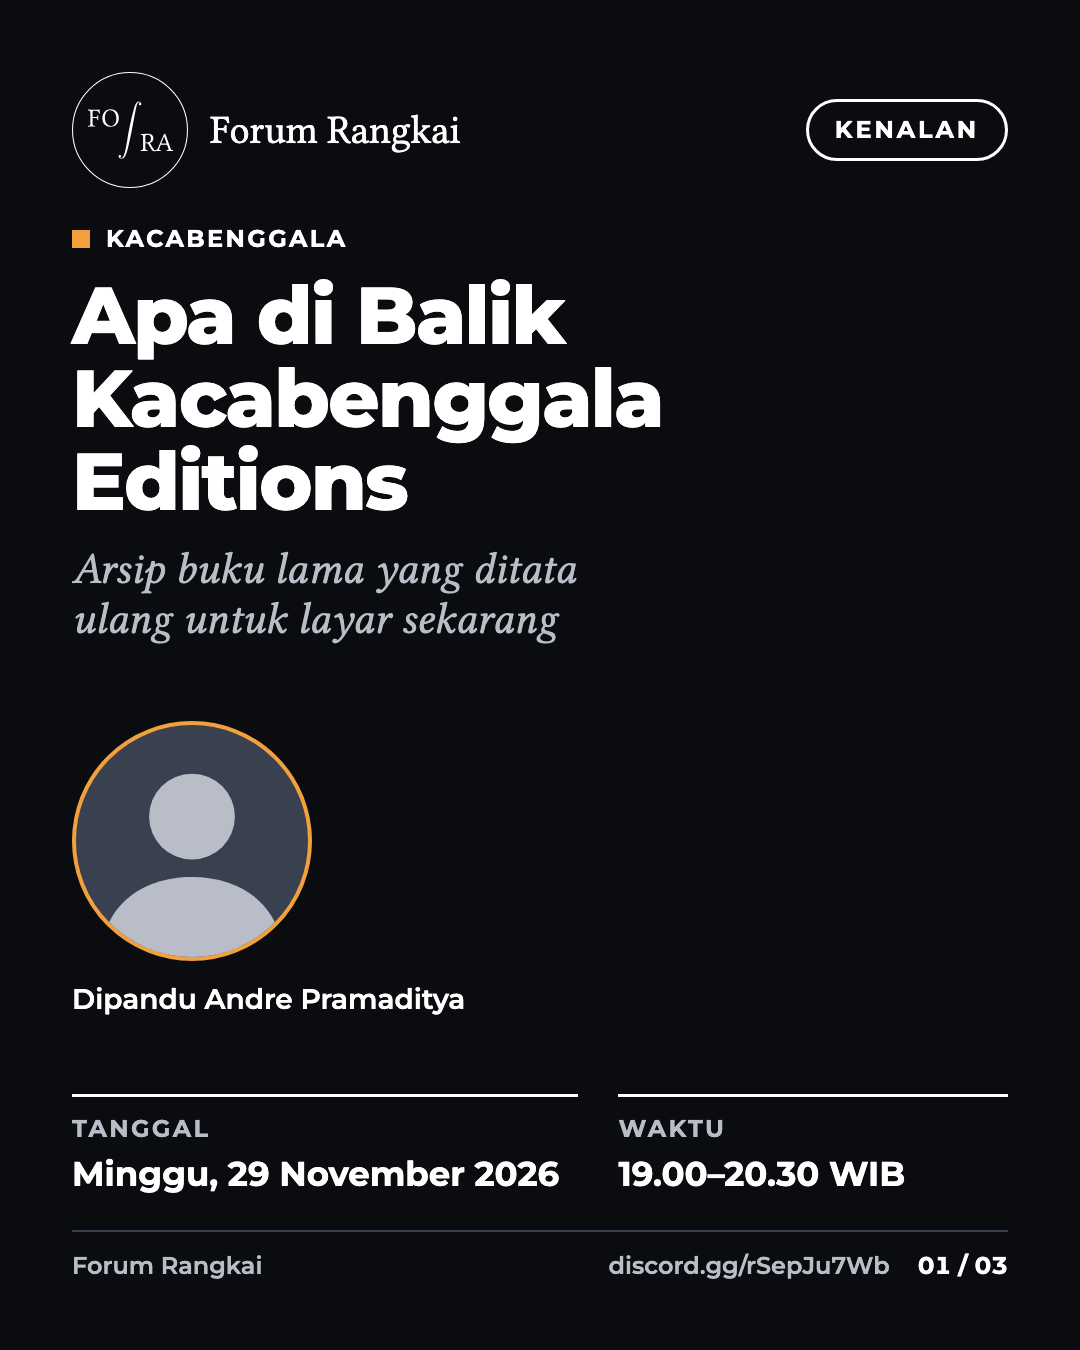 FO
RA
Forum Rangkai
KENALAN
KACABENGGALA
Apa di Balik
Kacabenggala
Editions
Arsip buku lama yang ditata
ulang untuk layar sekarang
Dipandu Andre Pramaditya
TANGGAL
Minggu, 29 November 2026
WAKTU
19.00–20.30 WIB
Forum Rangkai
discord.gg/rSepJu7Wb
01 / 03